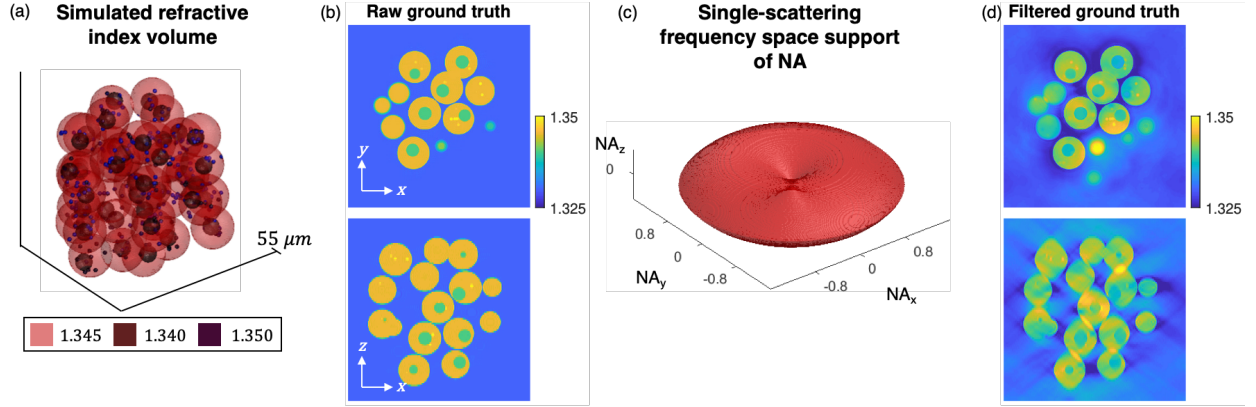 (a)
Simulated refractive
index volume
55 μm
1.345
1.340
1.350
(b)
Raw ground truth
y
x
1.35
1.325
z
x
(c)
Single-scattering
frequency space support
of NA
NAz
0
0.8
0
-0.8
NAy
0.8
0
-0.8
NAx
(d)
Filtered ground truth
1.35
1.325